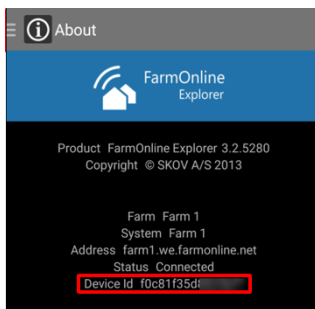 About
FarmOnline
Explorer
Product FarmOnline Explorer 3.2.5280
Copyright © SKOV A/S 2013
Farm Farm 1
System Farm 1
Address farm1.we.farmonline.net
Status Connected
Device Id